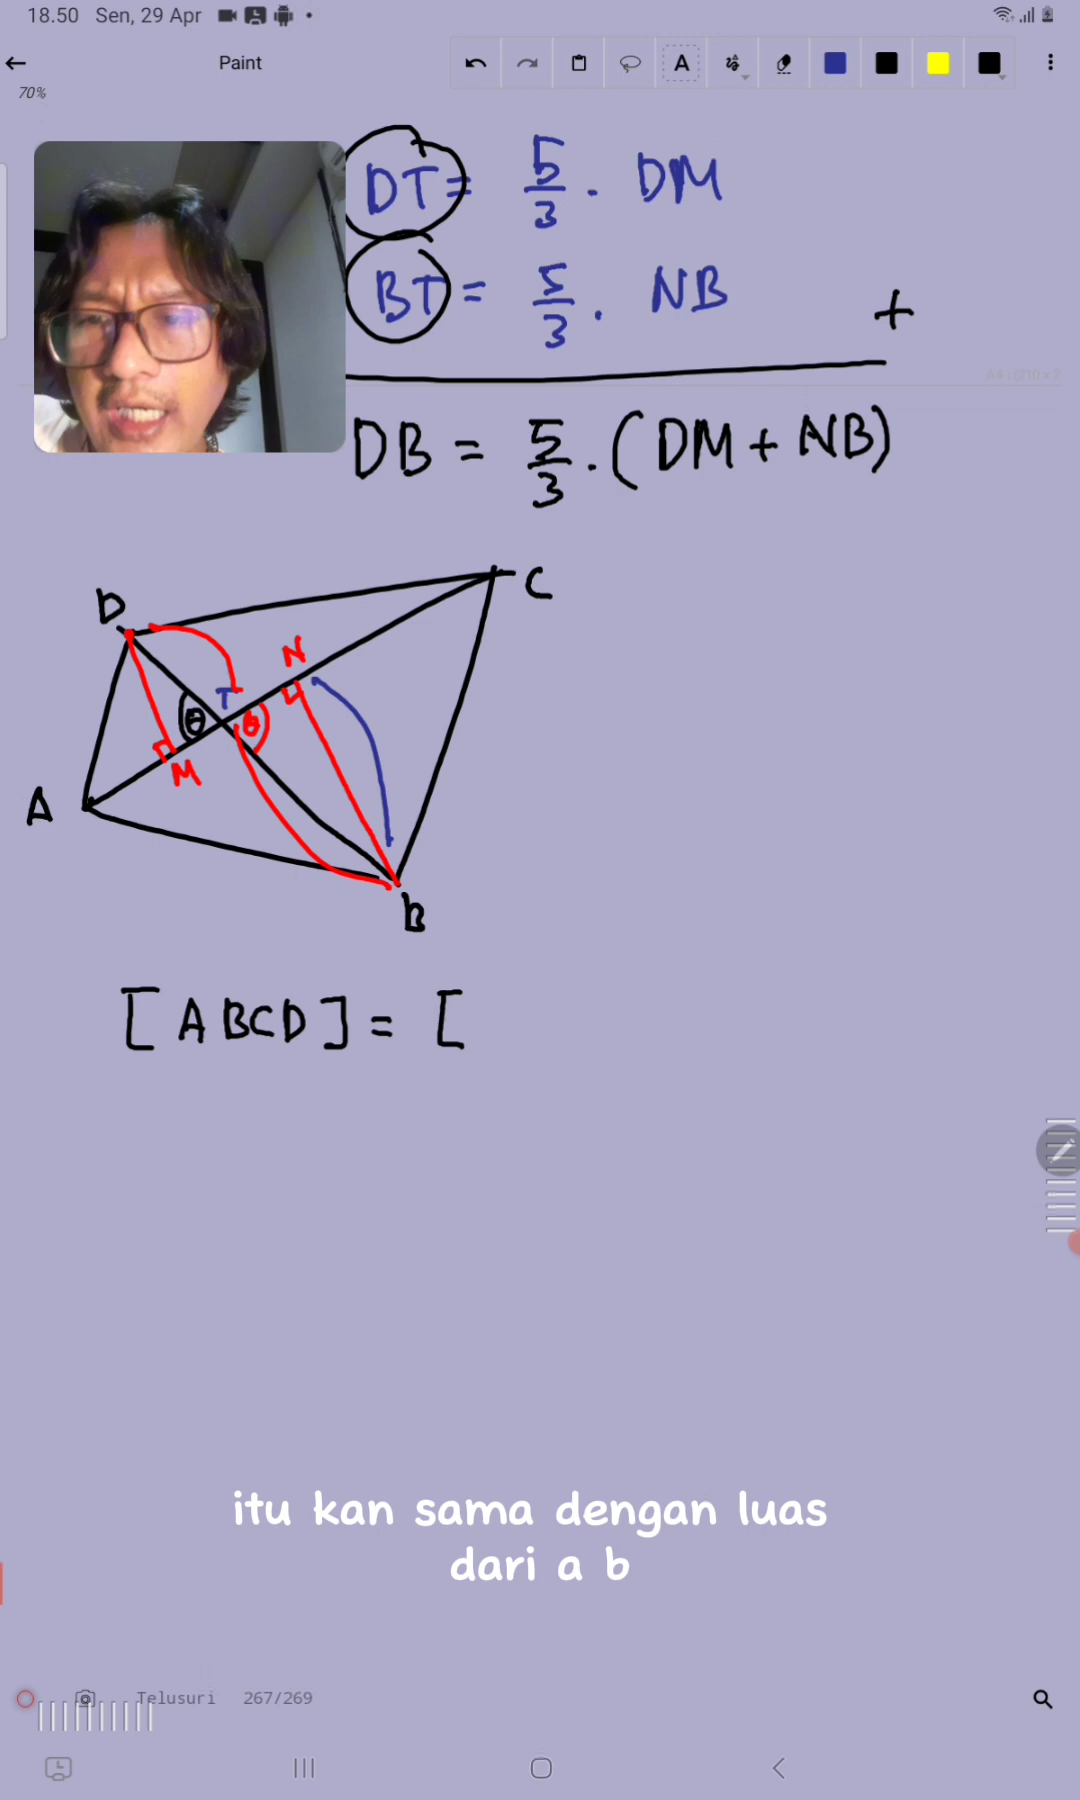 18.50 Sen, 29 Apr
Paint
A
70%
DT = 5/3 . DM
BT = 5/3 . NB
+
DB = 5/3 . (DM + NB)
C
D
N
T
θ
θ
M
A
B
[ABCD] = [
itu kan sama dengan luas
dari a b
Telusuri 267/269